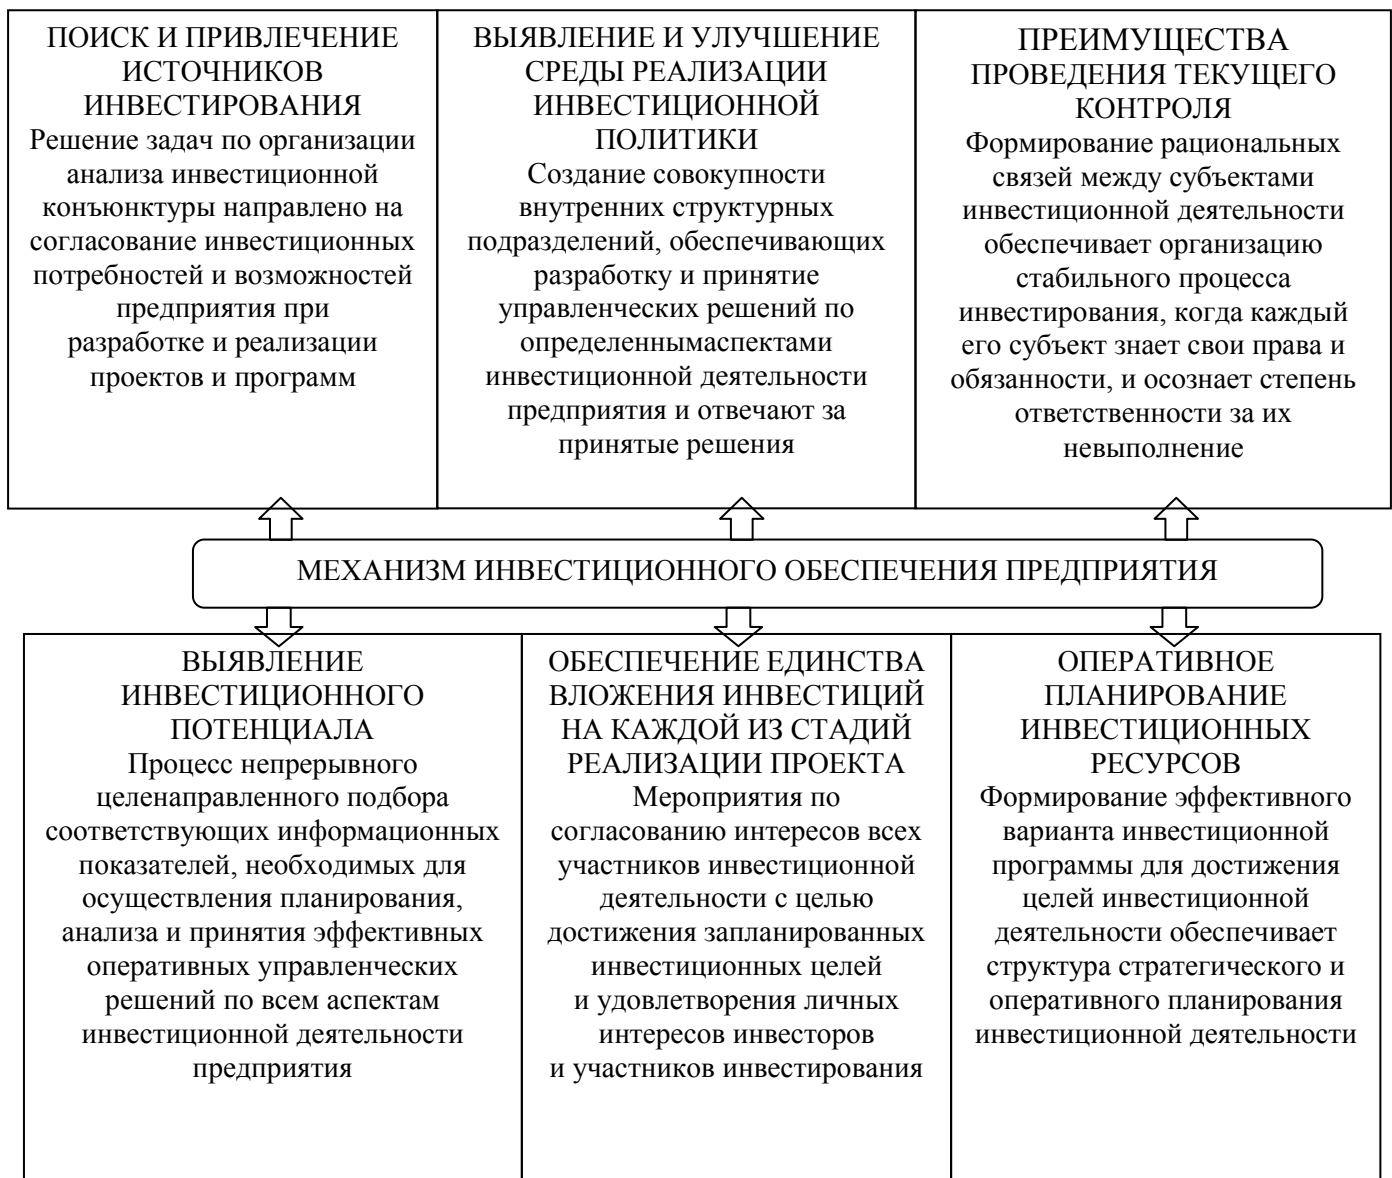 ПОИСК И ПРИВЛЕЧЕНИЕ
ИСТОЧНИКОВ
ИНВЕСТИРОВАНИЯ
Решение задач по организации
анализа инвестиционной
конъюнктуры направлено на
согласование инвестиционных
потребностей и возможностей
предприятия при
разработке и реализации
проектов и программ
ВЫЯВЛЕНИЕ И УЛУЧШЕНИЕ
СРЕДЫ РЕАЛИЗАЦИИ
ИНВЕСТИЦИОННОЙ
ПОЛИТИКИ
Создание совокупности
внутренних структурных
подразделений, обеспечивающих
разработку и принятие
управленческих решений по
определеннымаспектами
инвестиционной деятельности
предприятия и отвечают за
принятые решения
ПРЕИМУЩЕСТВА
ПРОВЕДЕНИЯ ТЕКУЩЕГО
КОНТРОЛЯ
Формирование рациональных
связей между субъектами
инвестиционной деятельности
обеспечивает организацию
стабильного процесса
инвестирования, когда каждый
его субъект знает свои права и
обязанности, и осознает степень
ответственности за их
невыполнение
МЕХАНИЗМ ИНВЕСТИЦИОННОГО ОБЕСПЕЧЕНИЯ ПРЕДПРИЯТИЯ
ВЫЯВЛЕНИЕ
ИНВЕСТИЦИОННОГО
ПОТЕНЦИАЛА
Процесс непрерывного
целенаправленного подбора
соответствующих информационных
показателей, необходимых для
осуществления планирования,
анализа и принятия эффективных
оперативных управленческих
решений по всем аспектам
инвестиционной деятельности
предприятия
ОБЕСПЕЧЕНИЕ ЕДИНСТВА
ВЛОЖЕНИЯ ИНВЕСТИЦИЙ
НА КАЖДОЙ ИЗ СТАДИЙ
РЕАЛИЗАЦИИ ПРОЕКТА
Мероприятия по
согласованию интересов всех
участников инвестиционной
деятельности с целью
достижения запланированных
инвестиционных целей
и удовлетворения личных
интересов инвесторов
и участников инвестирования
ОПЕРАТИВНОЕ
ПЛАНИРОВАНИЕ
ИНВЕСТИЦИОННЫХ
РЕСУРСОВ
Формирование эффективного
варианта инвестиционной
программы для достижения
целей инвестиционной
деятельности обеспечивает
структура стратегического и
оперативного планирования
инвестиционной деятельности